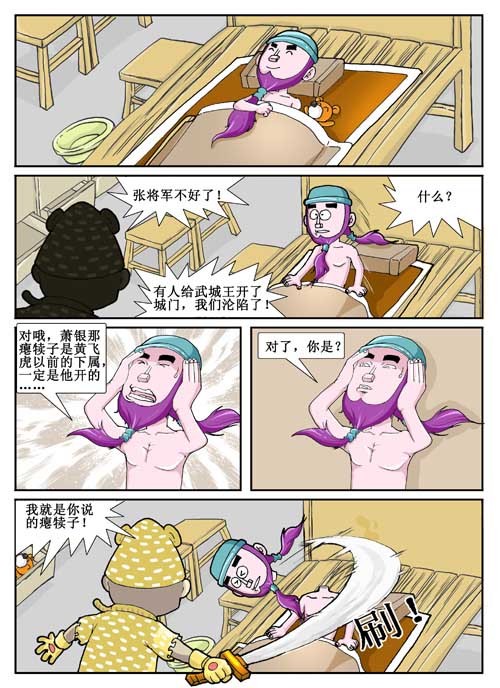 张将军不好了！
什么？
有人给武城王开了
城门，我们沦陷了！
对哦，萧银那
瘪犊子是黄飞
虎以前的下属，
一定是他开的
……
对了，你是？
我就是你说
的瘪犊子！
刷！